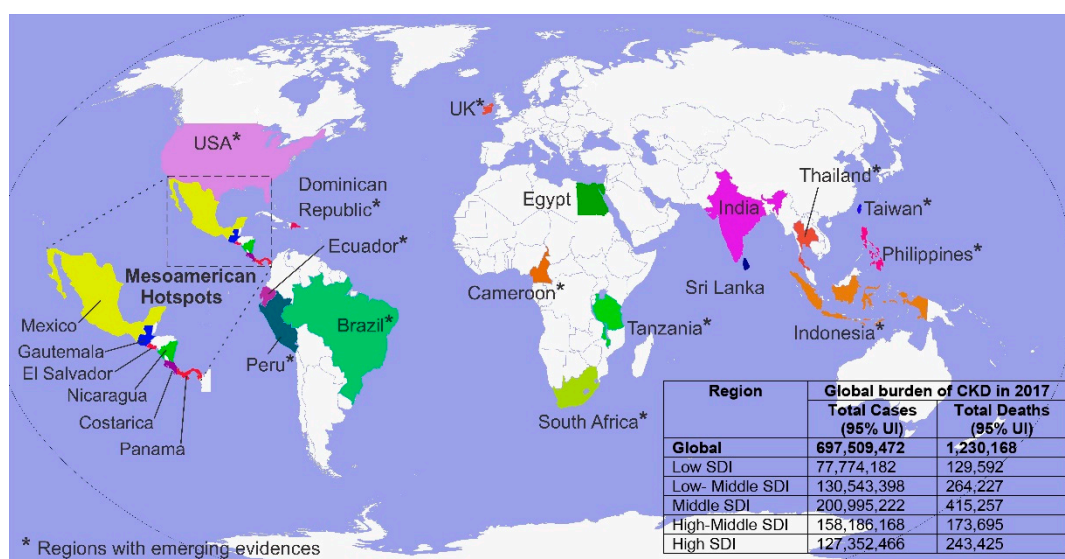 USA*
UK*
Dominican
Republic*
Ecuador*
Egypt
India
Thailand*
Taiwan*
Philippines*
Mesoamerican
Hotspots
Mexico
Gautemala
El Salvador
Nicaragua
Costarica
Panama
Brazil*
Peru*
Cameroon*
Sri Lanka
Tanzania*
Indonesia*
South Africa*
Region Global burden of CKD in 2017
Total Cases Total Deaths
(95% UI) (95% UI)
Global 697,509,472 1,230,168
Low SDI 77,774,182 129,592
Low- Middle SDI 130,543,398 264,227
Middle SDI 200,995,222 415,257
High-Middle SDI 158,186,168 173,695
High SDI 127,352,466 243,425
* Regions with emerging evidences